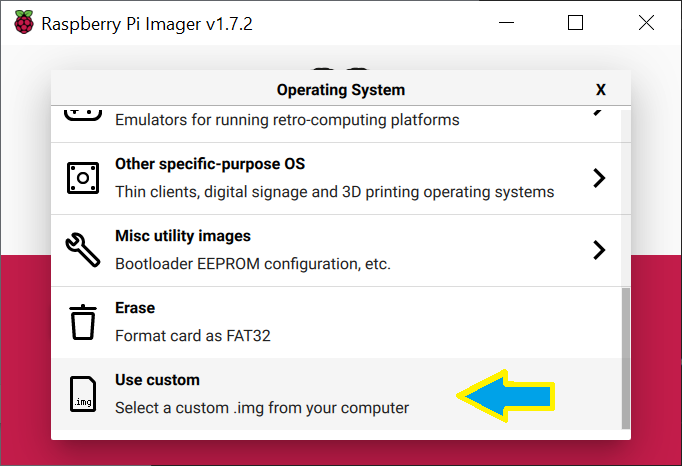 Raspberry Pi Imager v1.7.2
Operating System X
Emulators for running retro-computing platforms
Other specific-purpose OS
Thin clients, digital signage and 3D printing operating systems
Misc utility images
Bootloader EEPROM configuration, etc.
Erase
Format card as FAT32
Use custom
.img
Select a custom .img from your computer